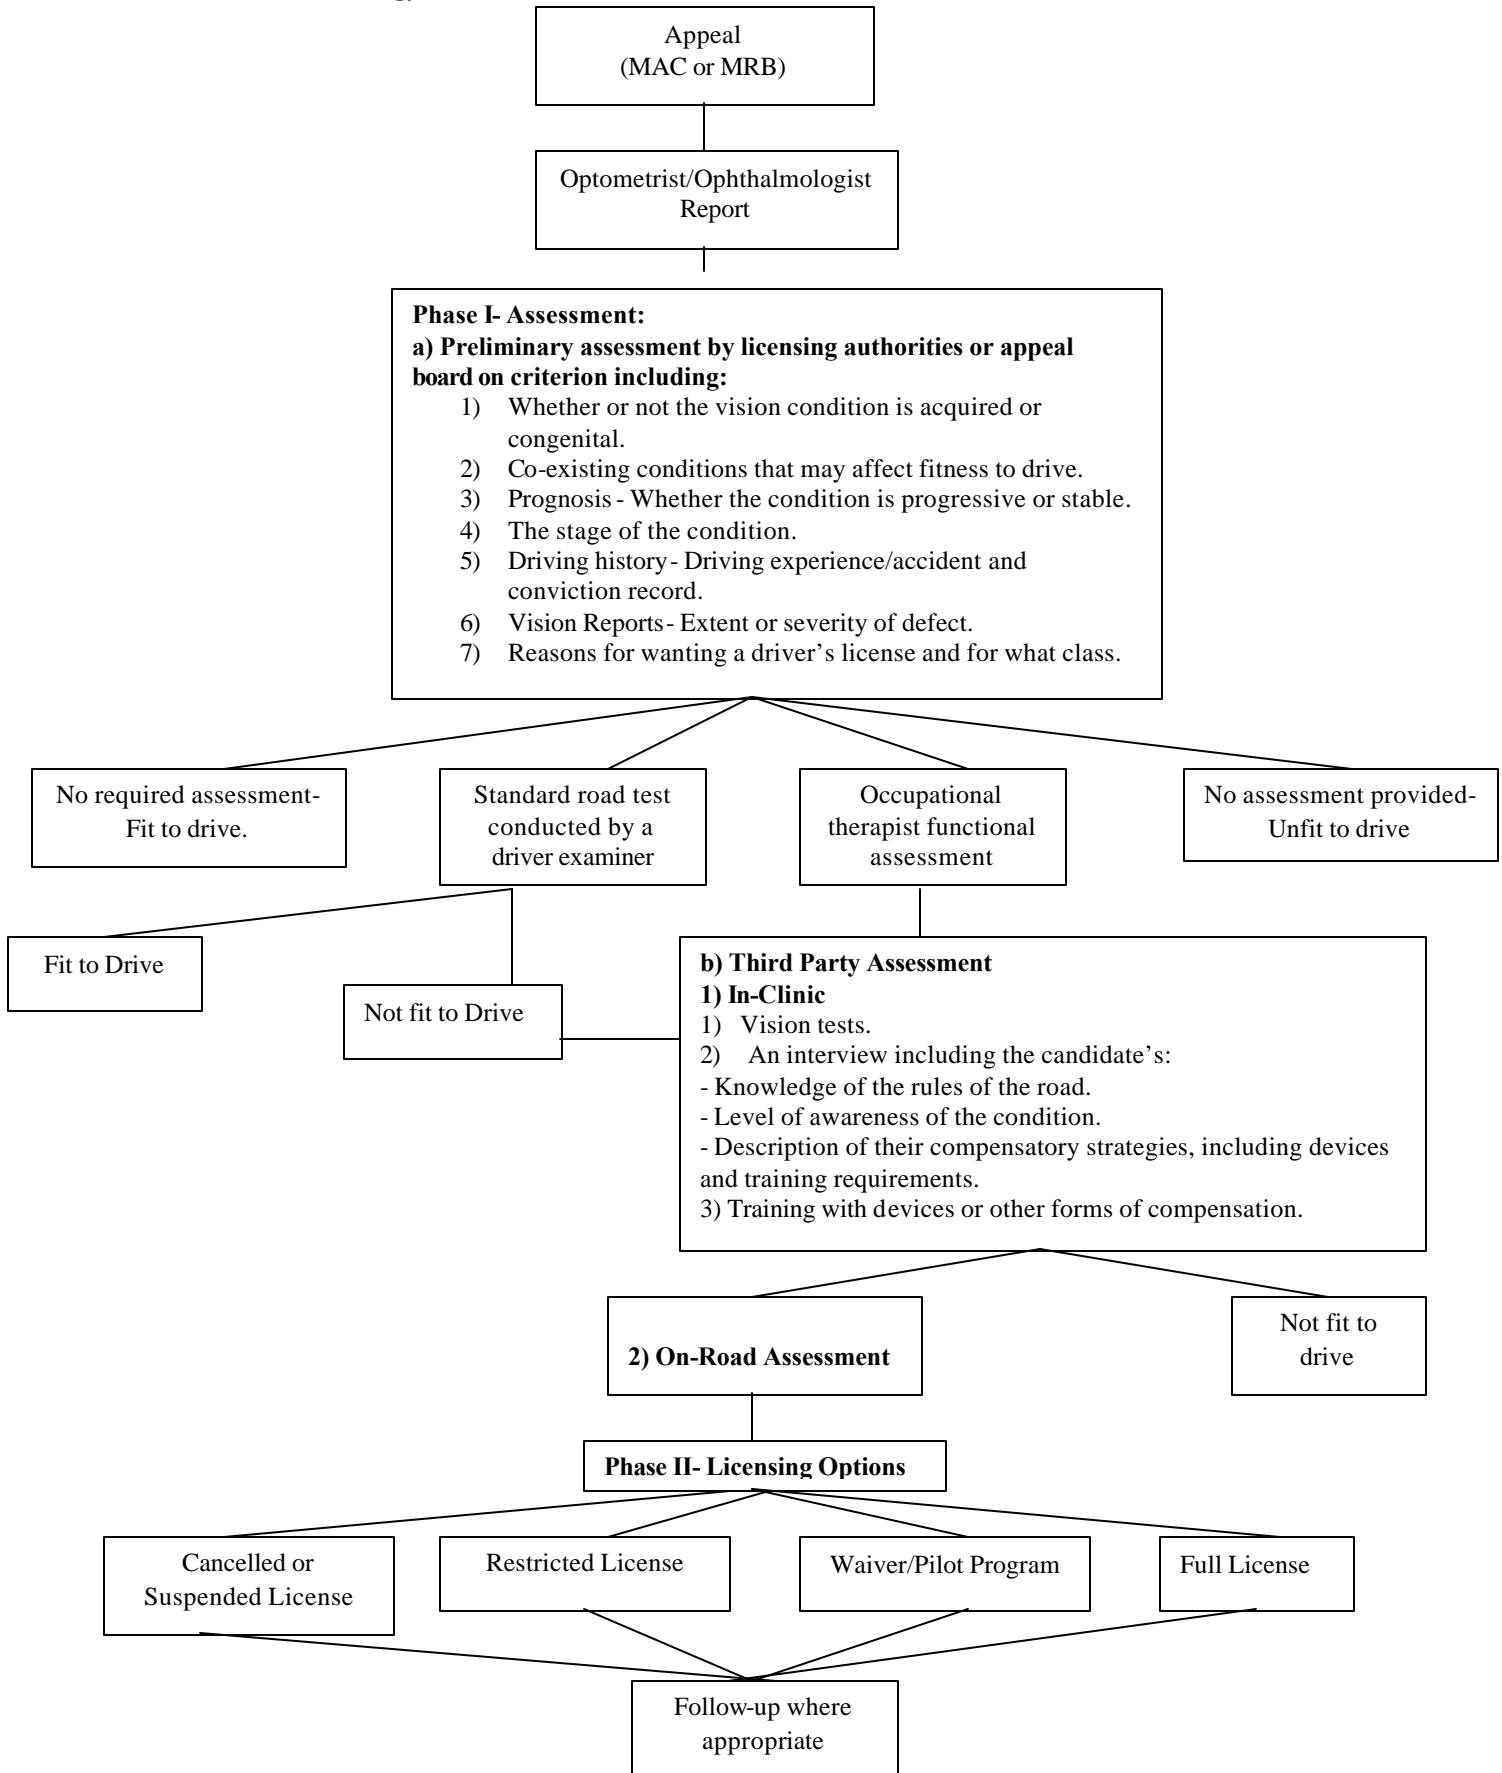 Appeal
(MAC or MRB)
Optometrist/Ophthalmologist
Report
Phase I- Assessment:
a) Preliminary assessment by licensing authorities or appeal
board on criterion including:
1) Whether or not the vision condition is acquired or
congenital.
2) Co-existing conditions that may affect fitness to drive.
3) Prognosis - Whether the condition is progressive or stable.
4) The stage of the condition.
5) Driving history- Driving experience/accident and
conviction record.
6) Vision Reports- Extent or severity of defect.
7) Reasons for wanting a driver’s license and for what class.
No required assessment-
Fit to drive.
Standard road test
conducted by a
driver examiner
Occupational
therapist functional
assessment
No assessment provided-
Unfit to drive
Fit to Drive
Not fit to Drive
b) Third Party Assessment
1) In-Clinic
1) Vision tests.
2) An interview including the candidate’s:
- Knowledge of the rules of the road.
- Level of awareness of the condition.
- Description of their compensatory strategies, including devices
and training requirements.
3) Training with devices or other forms of compensation.
2) On-Road Assessment
Not fit to
drive
Phase II- Licensing Options
Cancelled or
Suspended License
Restricted License
Waiver/Pilot Program
Full License
Follow-up where
appropriate